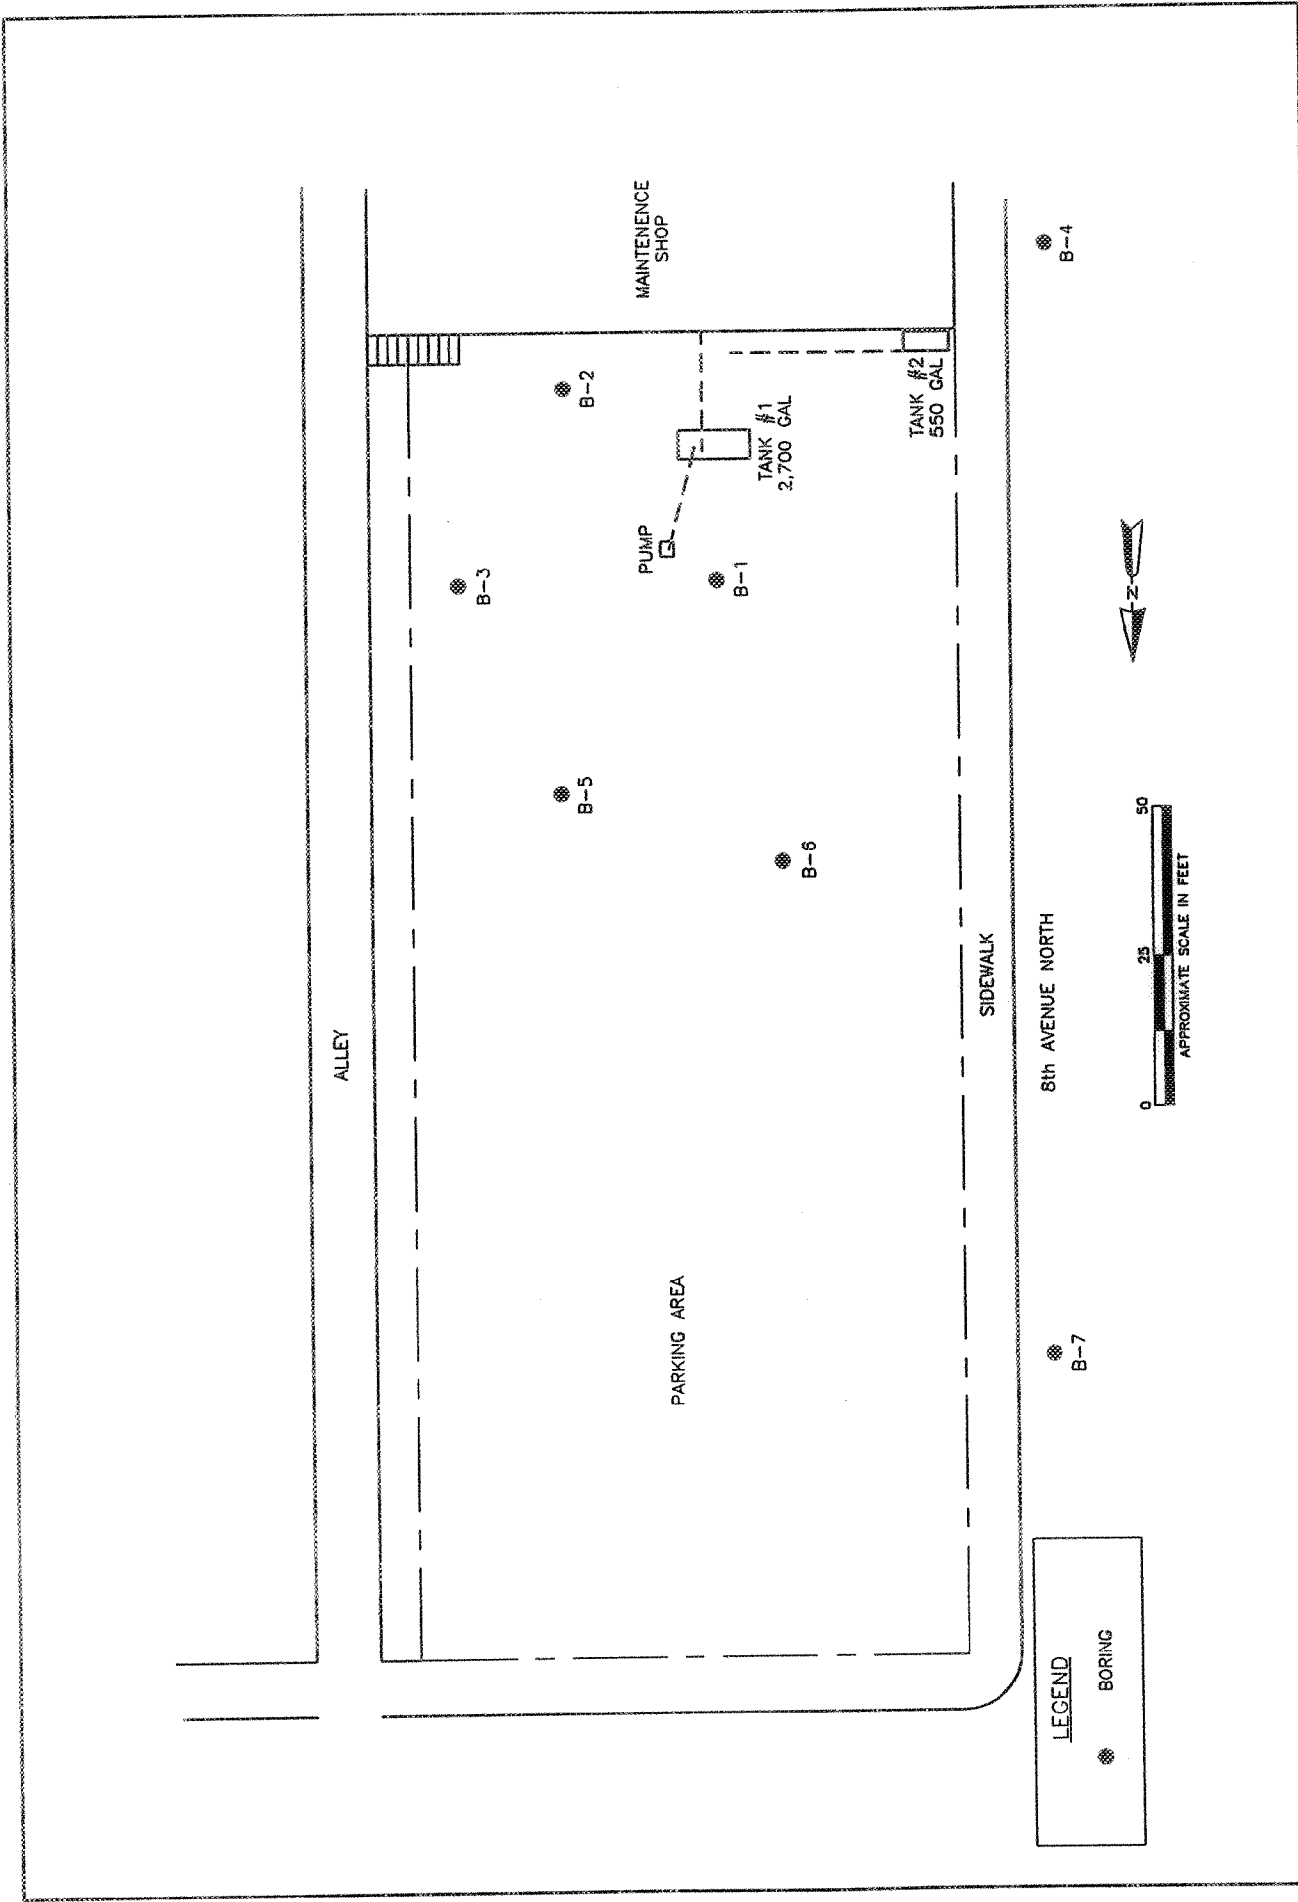 ALLEY
MAINTENENCE
SHOP
B-2
B-3
PUMP
TANK #1
2,700 GAL
B-1
TANK #2
550 GAL
B-4
B-5
B-6
PARKING AREA
SIDEWALK
8th AVENUE NORTH
B-7
N
0 25 50
APPROXIMATE SCALE IN FEET
LEGEND
BORING